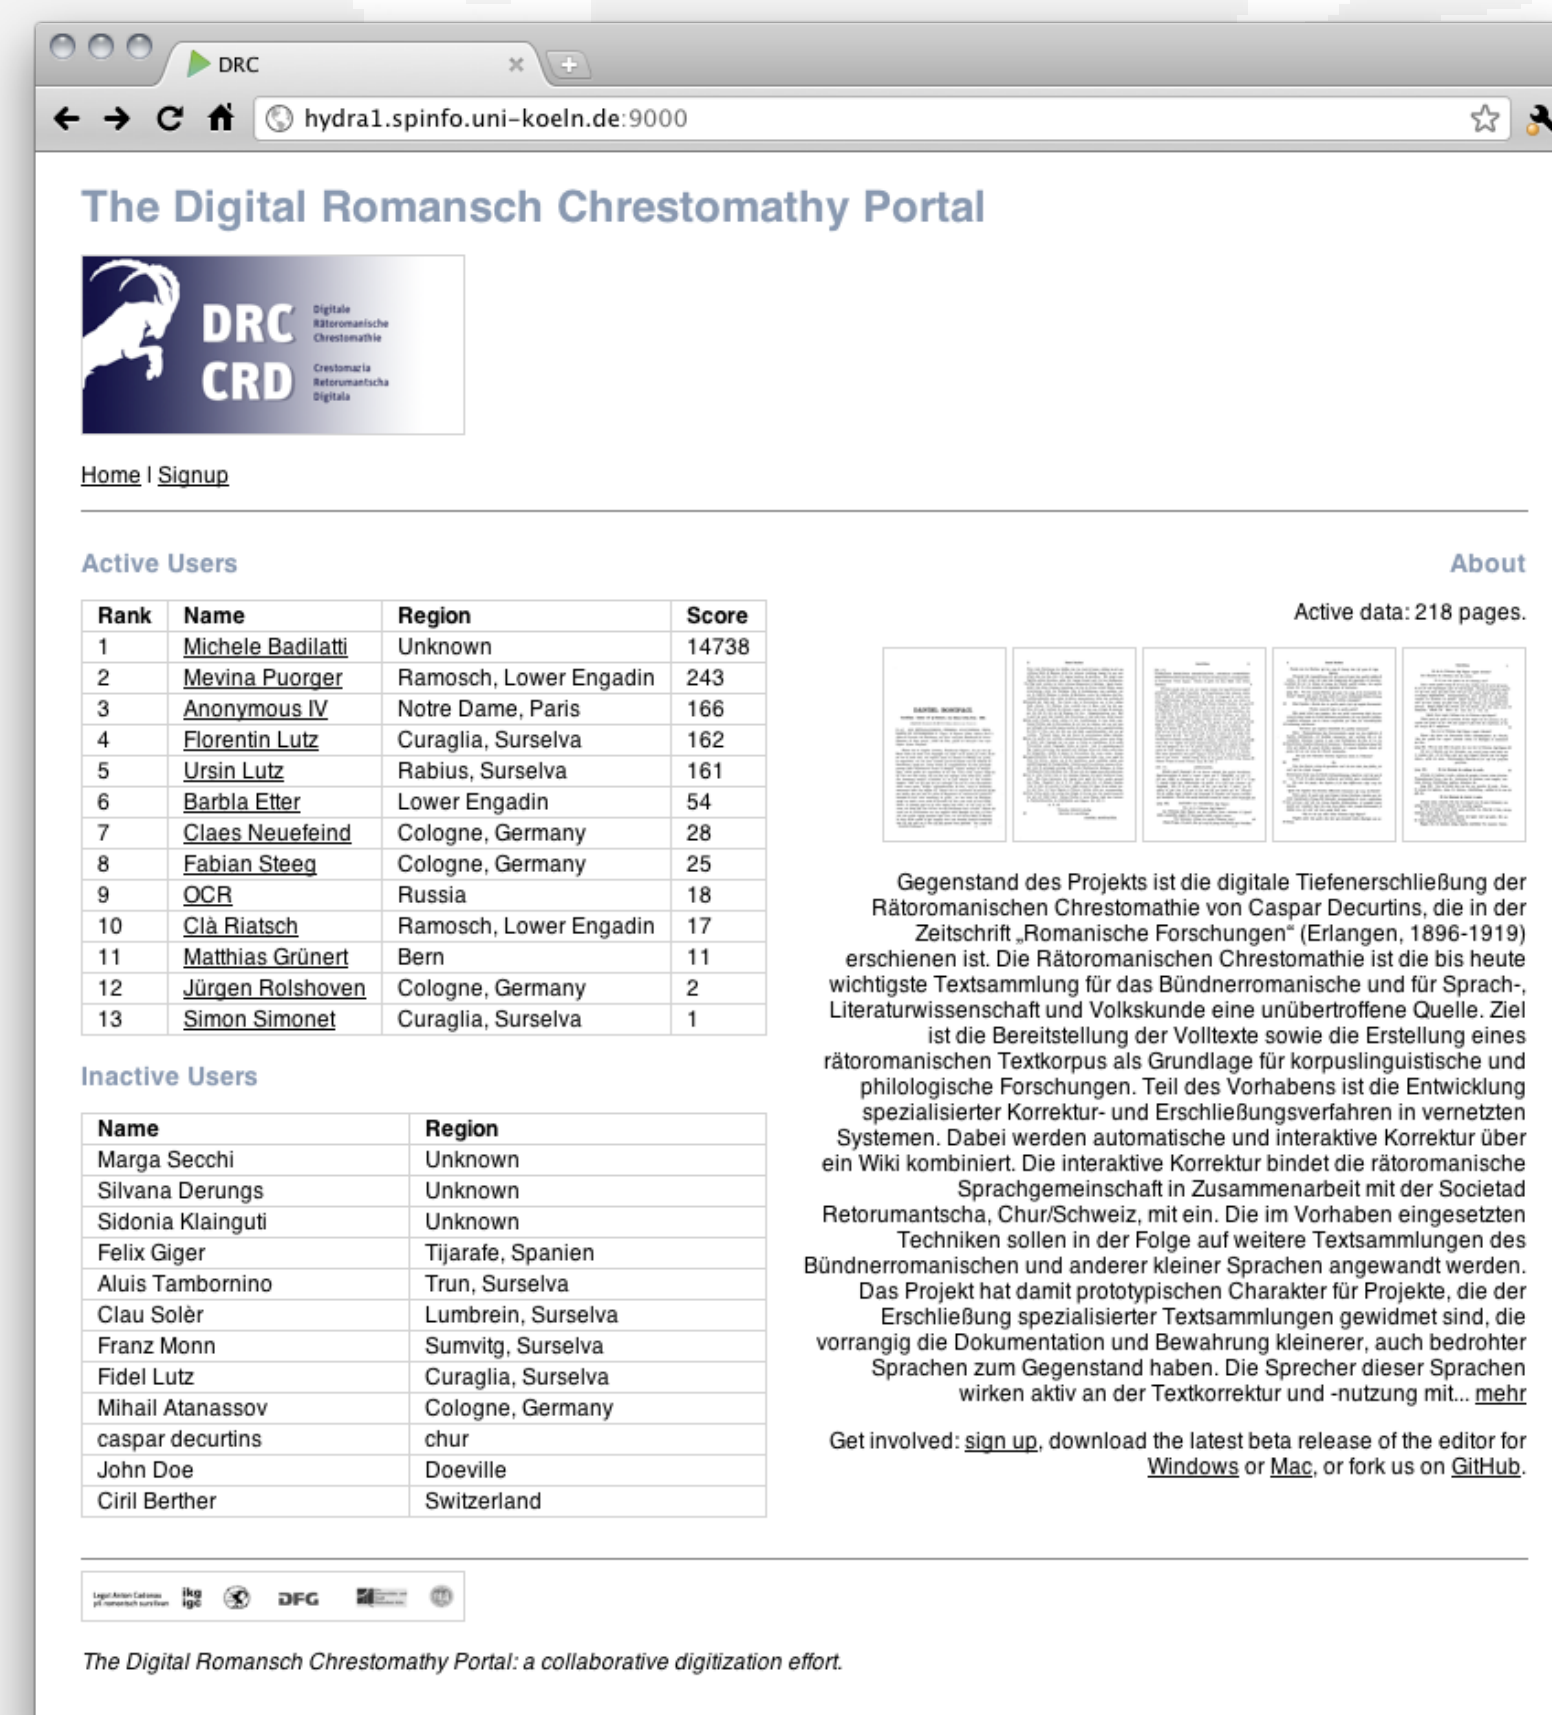 DRC
hydra1.spinfo.uni-koeln.de:9000
The Digital Romansch Chrestomathy Portal
DRC Digitale
Rätoromanische
Chrestomathie
CRD Crestomazia
Retorumantscha
Digitala
Home | Signup
Active Users
Rank Name Region Score
1 Michele Badilatti Unknown 14738
2 Mevina Puorger Ramosch, Lower Engadin 243
3 Anonymous IV Notre Dame, Paris 166
4 Florentin Lutz Curaglia, Surselva 162
5 Ursin Lutz Rabius, Surselva 161
6 Barbla Etter Lower Engadin 54
7 Claes Neuefeind Cologne, Germany 28
8 Fabian Steeg Cologne, Germany 25
9 OCR Russia 18
10 Clà Riatsch Ramosch, Lower Engadin 17
11 Matthias Grünert Bern 11
12 Jürgen Rolshoven Cologne, Germany 2
13 Simon Simonet Curaglia, Surselva 1
Inactive Users
Name Region
Marga Secchi Unknown
Silvana Derungs Unknown
Sidonia Klainguti Unknown
Felix Giger Tijarafe, Spanien
Aluis Tambornino Trun, Surselva
Clau Solèr Lumbrein, Surselva
Franz Monn Sumvitg, Surselva
Fidel Lutz Curaglia, Surselva
Mihail Atanassov Cologne, Germany
caspar decurtins chur
John Doe Doeville
Ciril Berther Switzerland
About
Active data: 218 pages.
DANIEL BONIFACI.
Gegenstand des Projekts ist die digitale Tiefenerschließung der
Rätoromanischen Chrestomathie von Caspar Decurtins, die in der
Zeitschrift „Romanische Forschungen“ (Erlangen, 1896-1919)
erschienen ist. Die Rätoromanischen Chrestomathie ist die bis heute
wichtigste Textsammlung für das Bündnerromanische und für Sprach-,
Literaturwissenschaft und Volkskunde eine unübertroffene Quelle. Ziel
ist die Bereitstellung der Volltexte sowie die Erstellung eines
rätoromanischen Textkorpus als Grundlage für korpuslinguistische und
philologische Forschungen. Teil des Vorhabens ist die Entwicklung
spezialisierter Korrektur- und Erschließungsverfahren in vernetzten
Systemen. Dabei werden automatische und interaktive Korrektur über
ein Wiki kombiniert. Die interaktive Korrektur bindet die rätoromanische
Sprachgemeinschaft in Zusammenarbeit mit der Societad
Retorumantscha, Chur/Schweiz, mit ein. Die im Vorhaben eingesetzten
Techniken sollen in der Folge auf weitere Textsammlungen des
Bündnerromanischen und anderer kleiner Sprachen angewandt werden.
Das Projekt hat damit prototypischen Charakter für Projekte, die der
Erschließung spezialisierter Textsammlungen gewidmet sind, die
vorrangig die Dokumentation und Bewahrung kleinerer, auch bedrohter
Sprachen zum Gegenstand haben. Die Sprecher dieser Sprachen
wirken aktiv an der Textkorrektur und -nutzung mit... mehr
Get involved: sign up, download the latest beta release of the editor for
Windows or Mac, or fork us on GitHub.
ikg
igc
DFG
The Digital Romansch Chrestomathy Portal: a collaborative digitization effort.